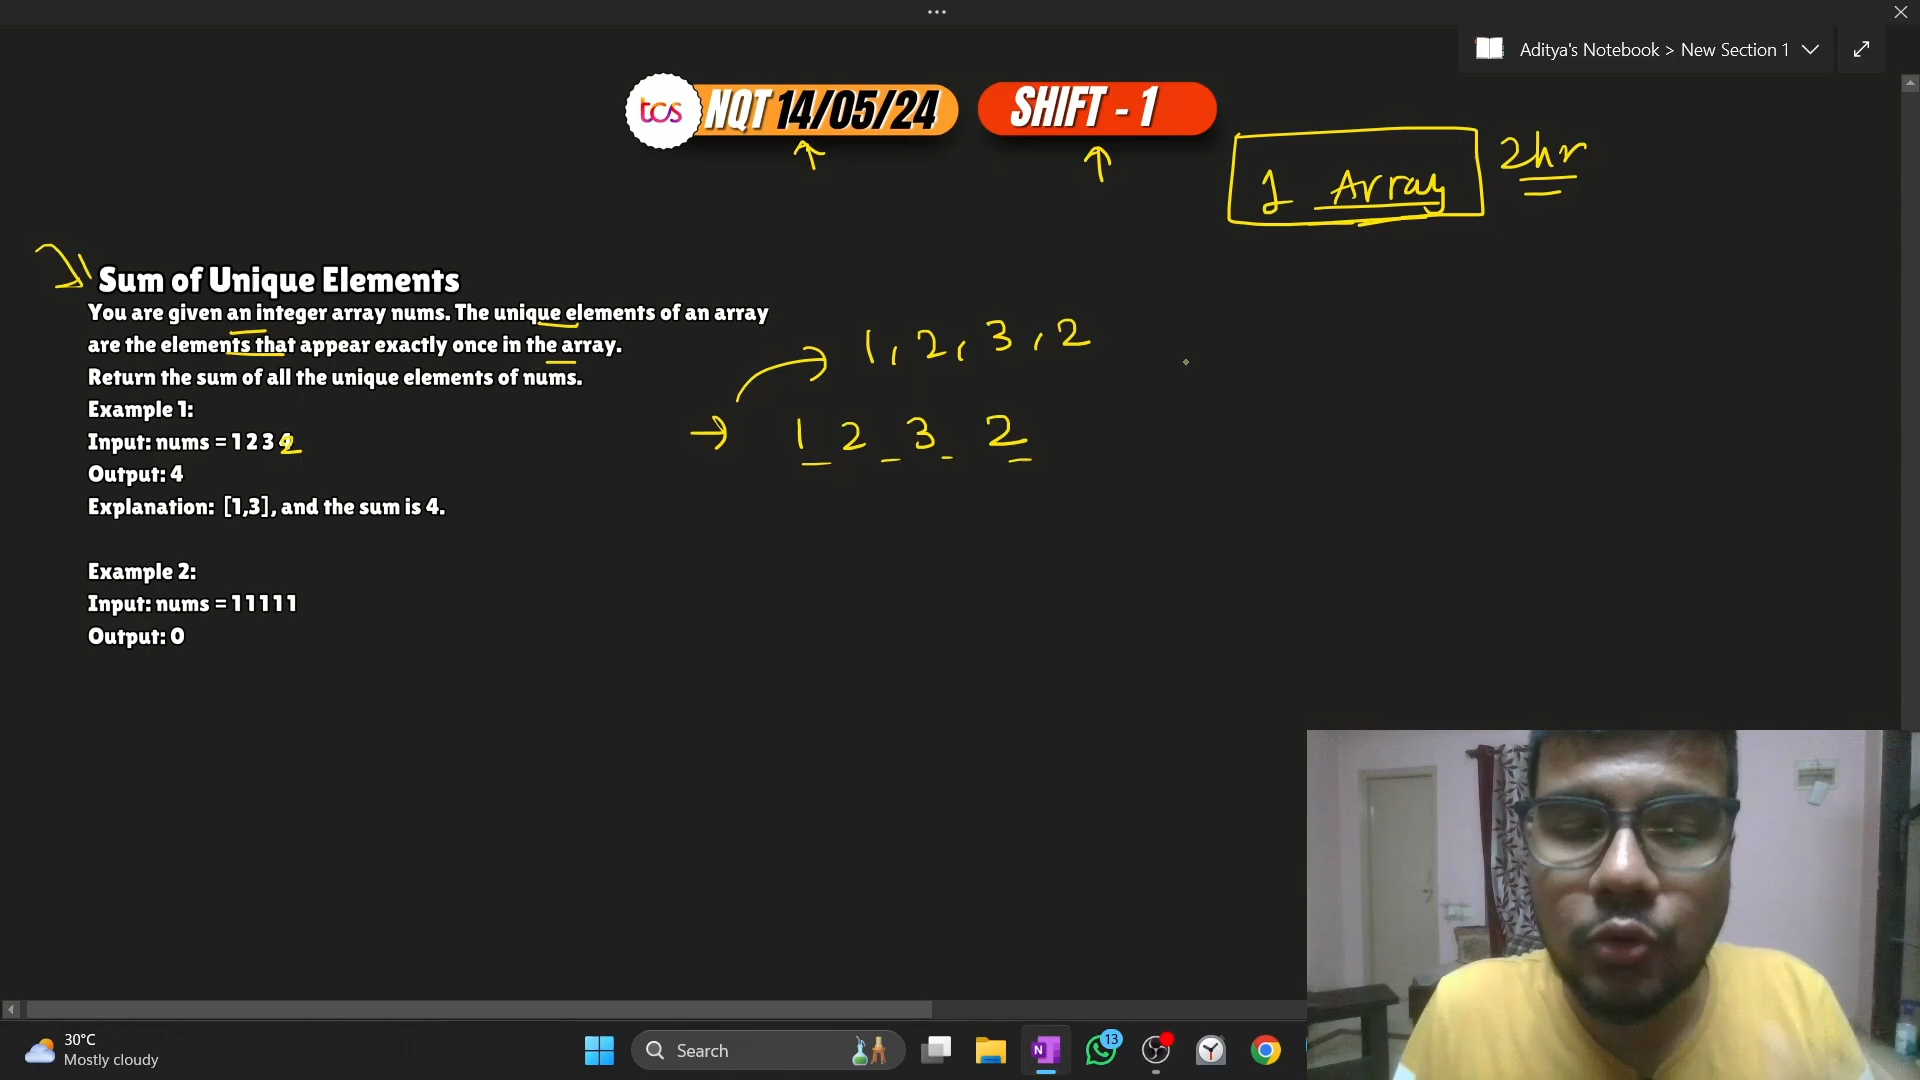 ...
Aditya's Notebook > New Section 1
tcs NQT 14/05/24 SHIFT - 1
1 Array
2hr
Sum of Unique Elements
You are given an integer array nums. The unique elements of an array
are the elements that appear exactly once in the array.
Return the sum of all the unique elements of nums.
Example 1:
Input: nums = 1 2 3 2
Output: 4
Explanation: [1,3], and the sum is 4.
Example 2:
Input: nums = 1 1 1 1 1
Output: 0
1, 2, 3, 2
1 2 3 2
30°C
Mostly cloudy
Search
N
13